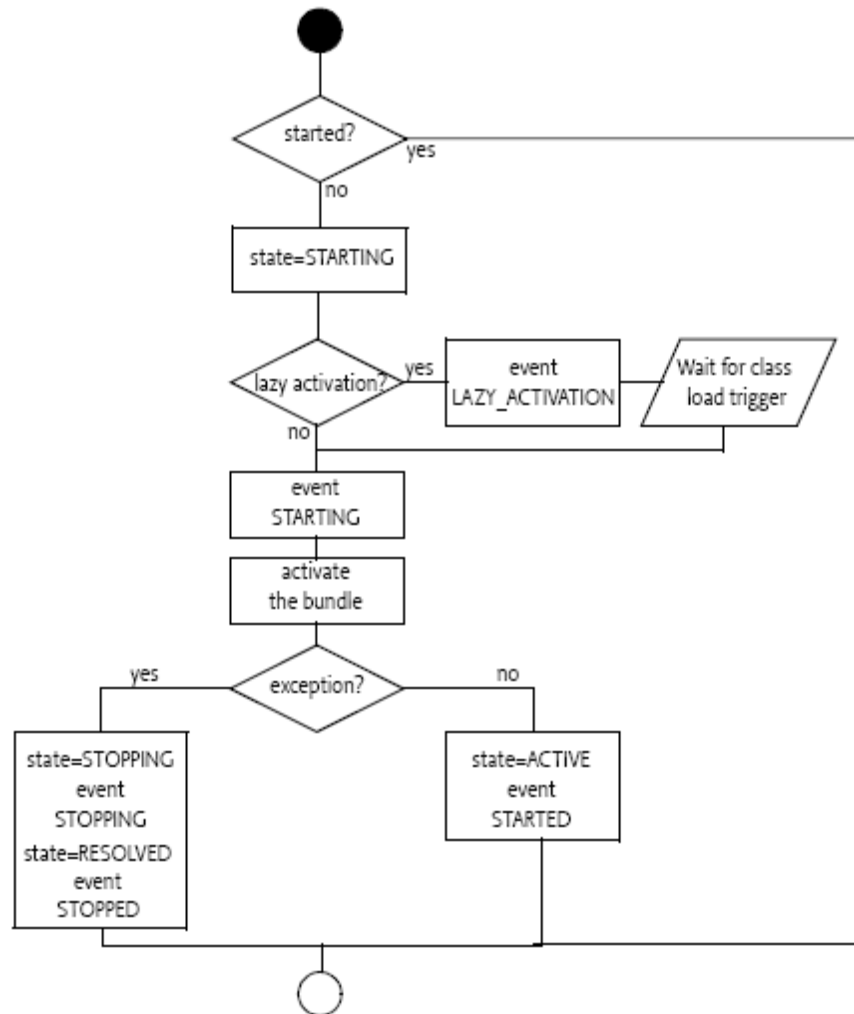 started?
yes
no
state=STARTING
lazy activation?
yes
event
LAZY_ACTIVATION
Wait for class
load trigger
no
event
STARTING
activate
the bundle
exception?
yes
no
state=STOPPING
event
STOPPING
state=RESOLVED
event
STOPPED
state=ACTIVE
event
STARTED